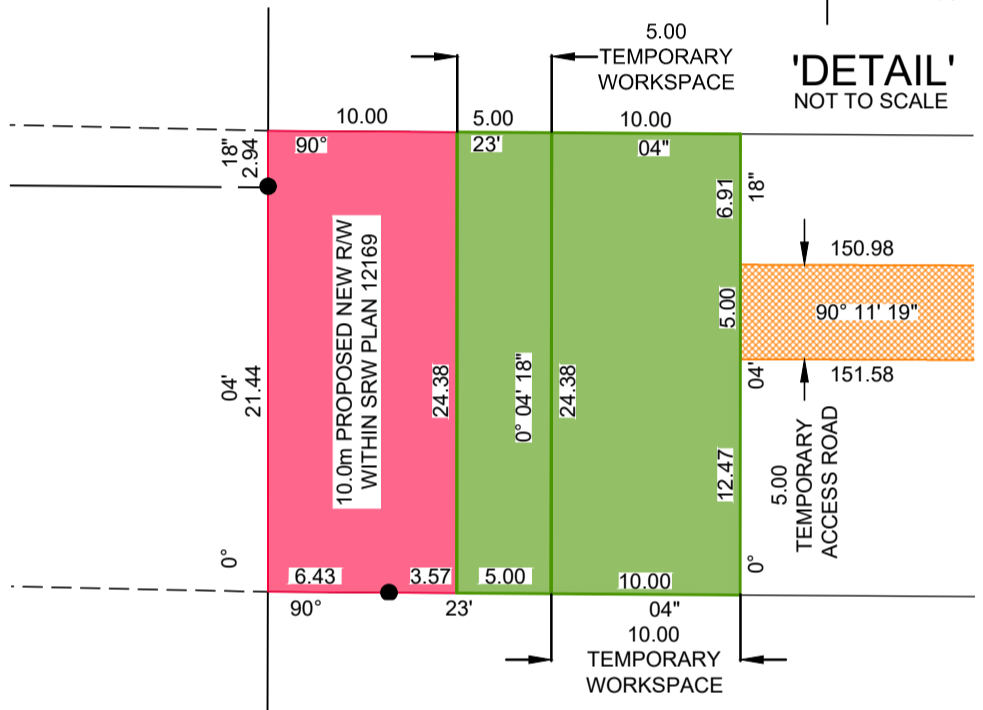 5.00
TEMPORARY
WORKSPACE
'DETAIL'
NOT TO SCALE
10.00
5.00
10.00
90°
23'
04"
18"
2.94
6.91
18"
150.98
5.00
90° 11' 19"
10.0m PROPOSED NEW R/W
WITHIN SRW PLAN 12169
04'
21.44
24.38
0° 04' 18"
24.38
04'
151.58
12.47
5.00
TEMPORARY
ACCESS ROAD
0°
0°
6.43
3.57
5.00
10.00
90°
23'
04"
10.00
TEMPORARY
WORKSPACE